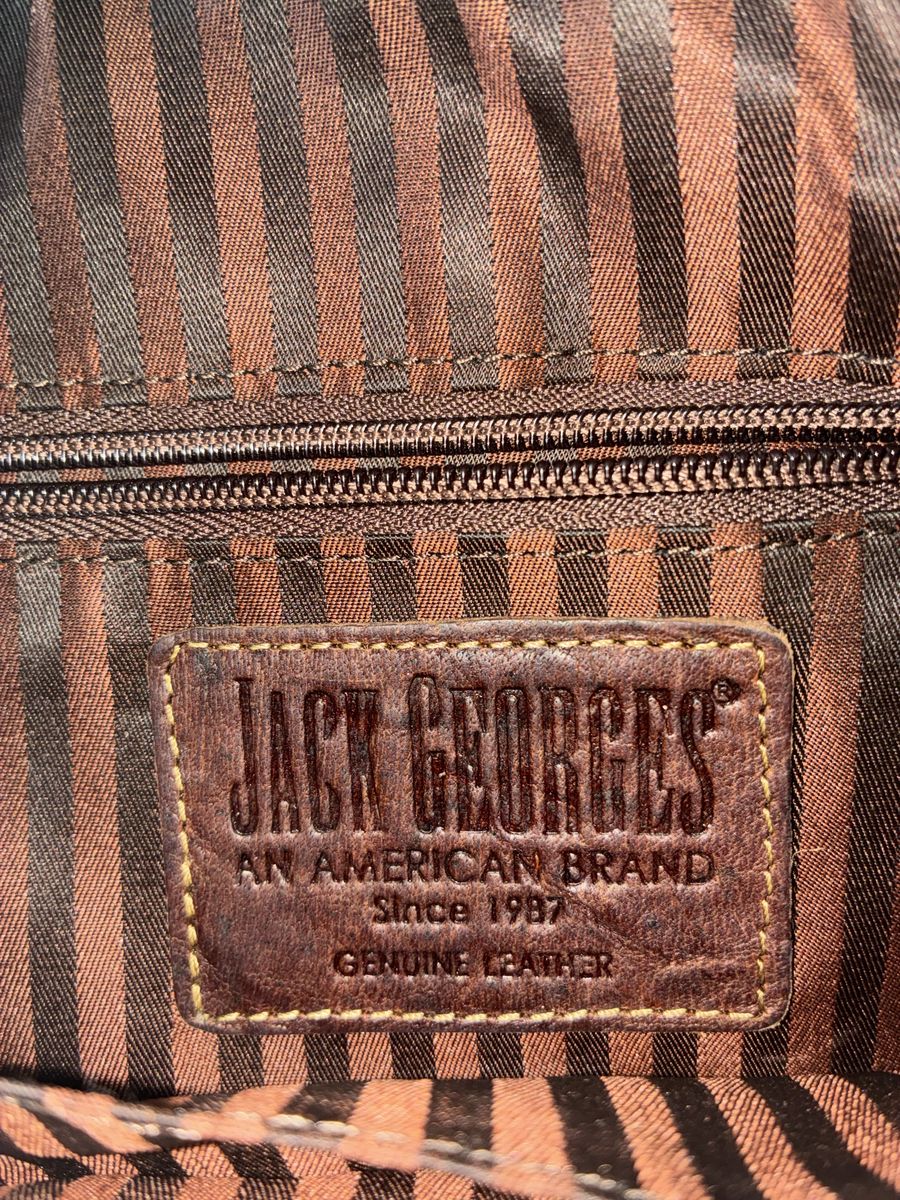 JACK GEORGES®
AN AMERICAN BRAND
Since 1987
GENUINE LEATHER